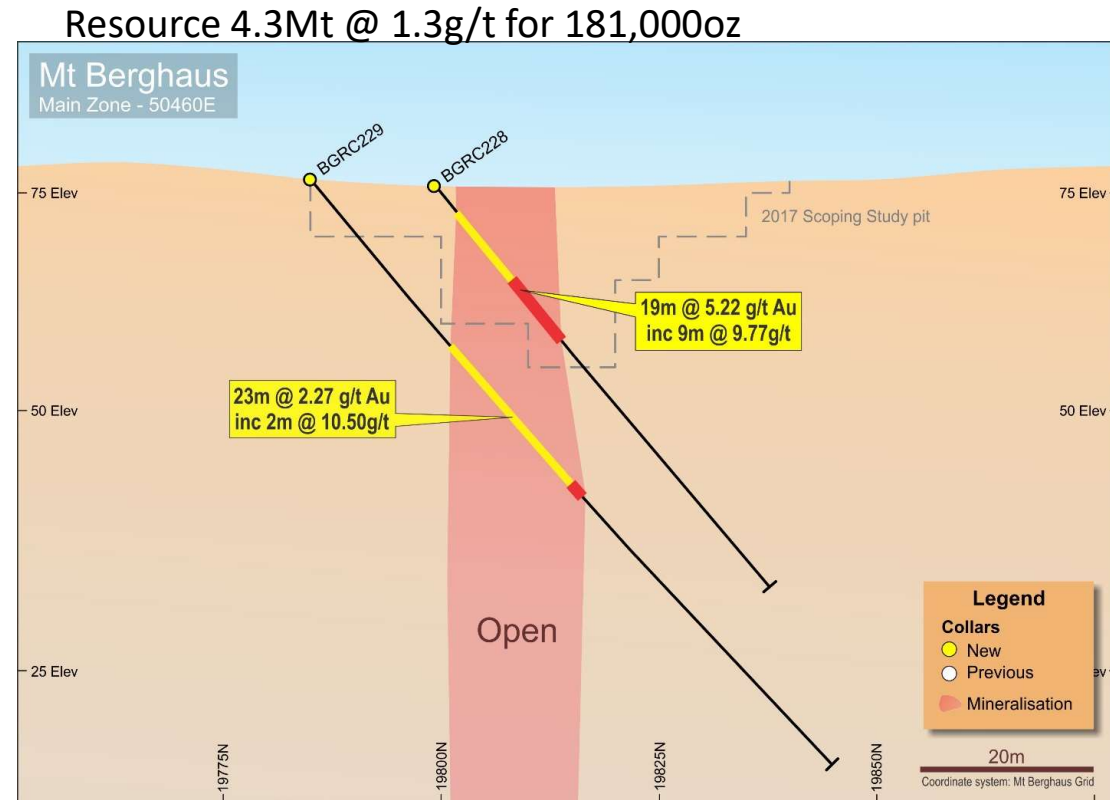 Resource 4.3Mt @ 1.3g/t for 181,000oz
Mt Berghaus
Main Zone - 50460E
BGRC229
BGRC228
75 Elev
75 Elev
2017 Scoping Study pit
19m @ 5.22 g/t Au
inc 9m @ 9.77g/t
23m @ 2.27 g/t Au
inc 2m @ 10.50g/t
50 Elev
50 Elev
Open
Legend
Collars
New
Previous
Mineralisation
25 Elev
ev
19775N
19800N
19825N
19850N
20m
Coordinate system: Mt Berghaus Grid